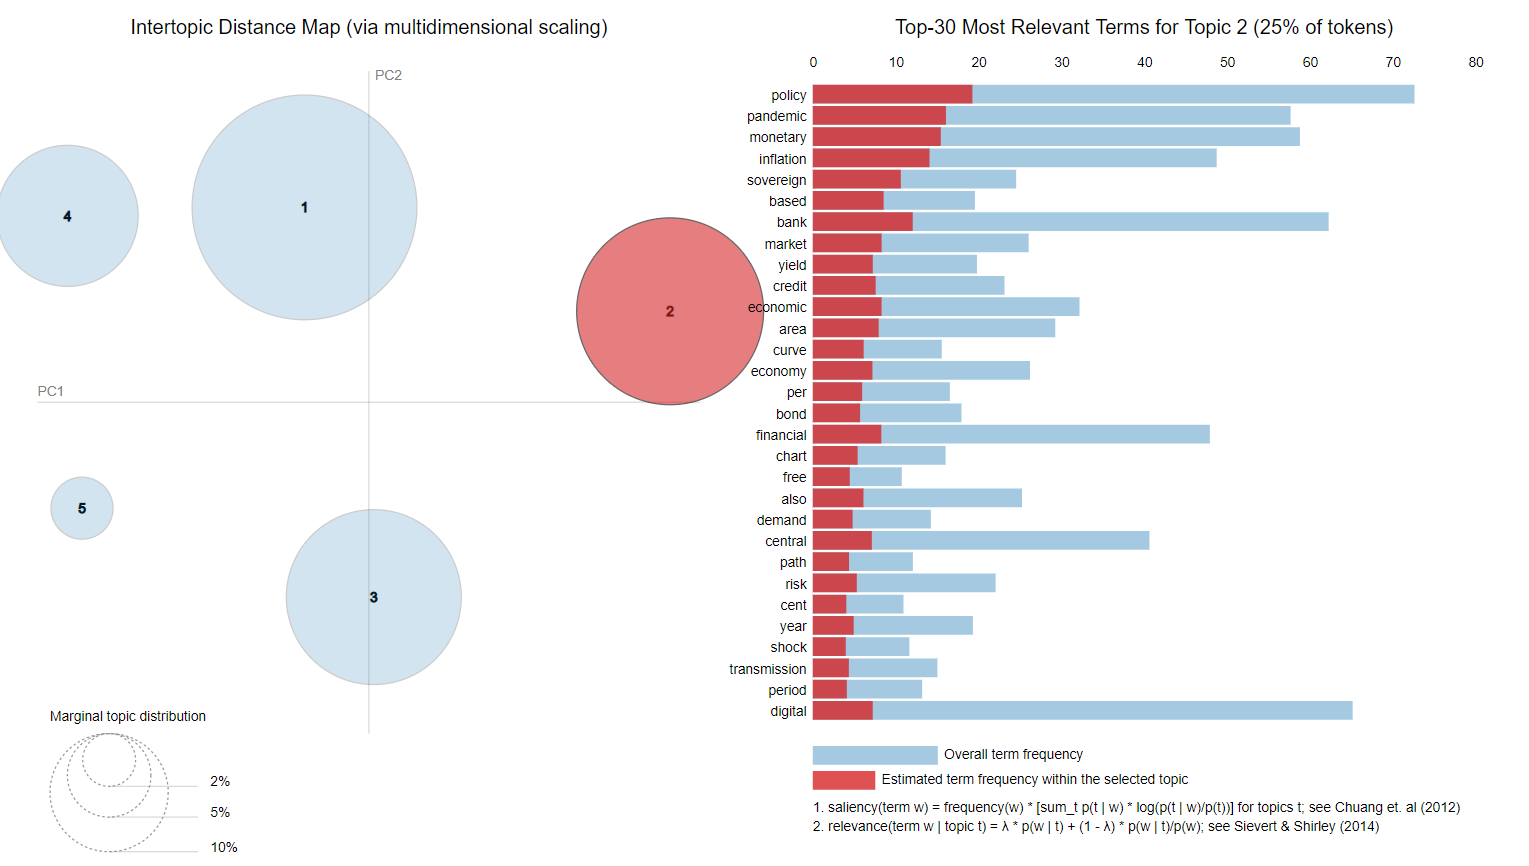 Intertopic Distance Map (via multidimensional scaling)
PC2
PC1
1
2
3
4
5
Marginal topic distribution
2%
5%
10%
Top-30 Most Relevant Terms for Topic 2 (25% of tokens)
0 10 20 30 40 50 60 70 80
policy
pandemic
monetary
inflation
sovereign
based
bank
market
yield
credit
economic
area
curve
economy
per
bond
financial
chart
free
also
demand
central
path
risk
cent
year
shock
transmission
period
digital
Overall term frequency
Estimated term frequency within the selected topic
1. saliency(term w) = frequency(w) * [sum_t p(t | w) * log(p(t | w)/p(t))] for topics t; see Chuang et. al (2012)
2. relevance(term w | topic t) = λ * p(w | t) + (1 - λ) * p(w | t)/p(w); see Sievert & Shirley (2014)